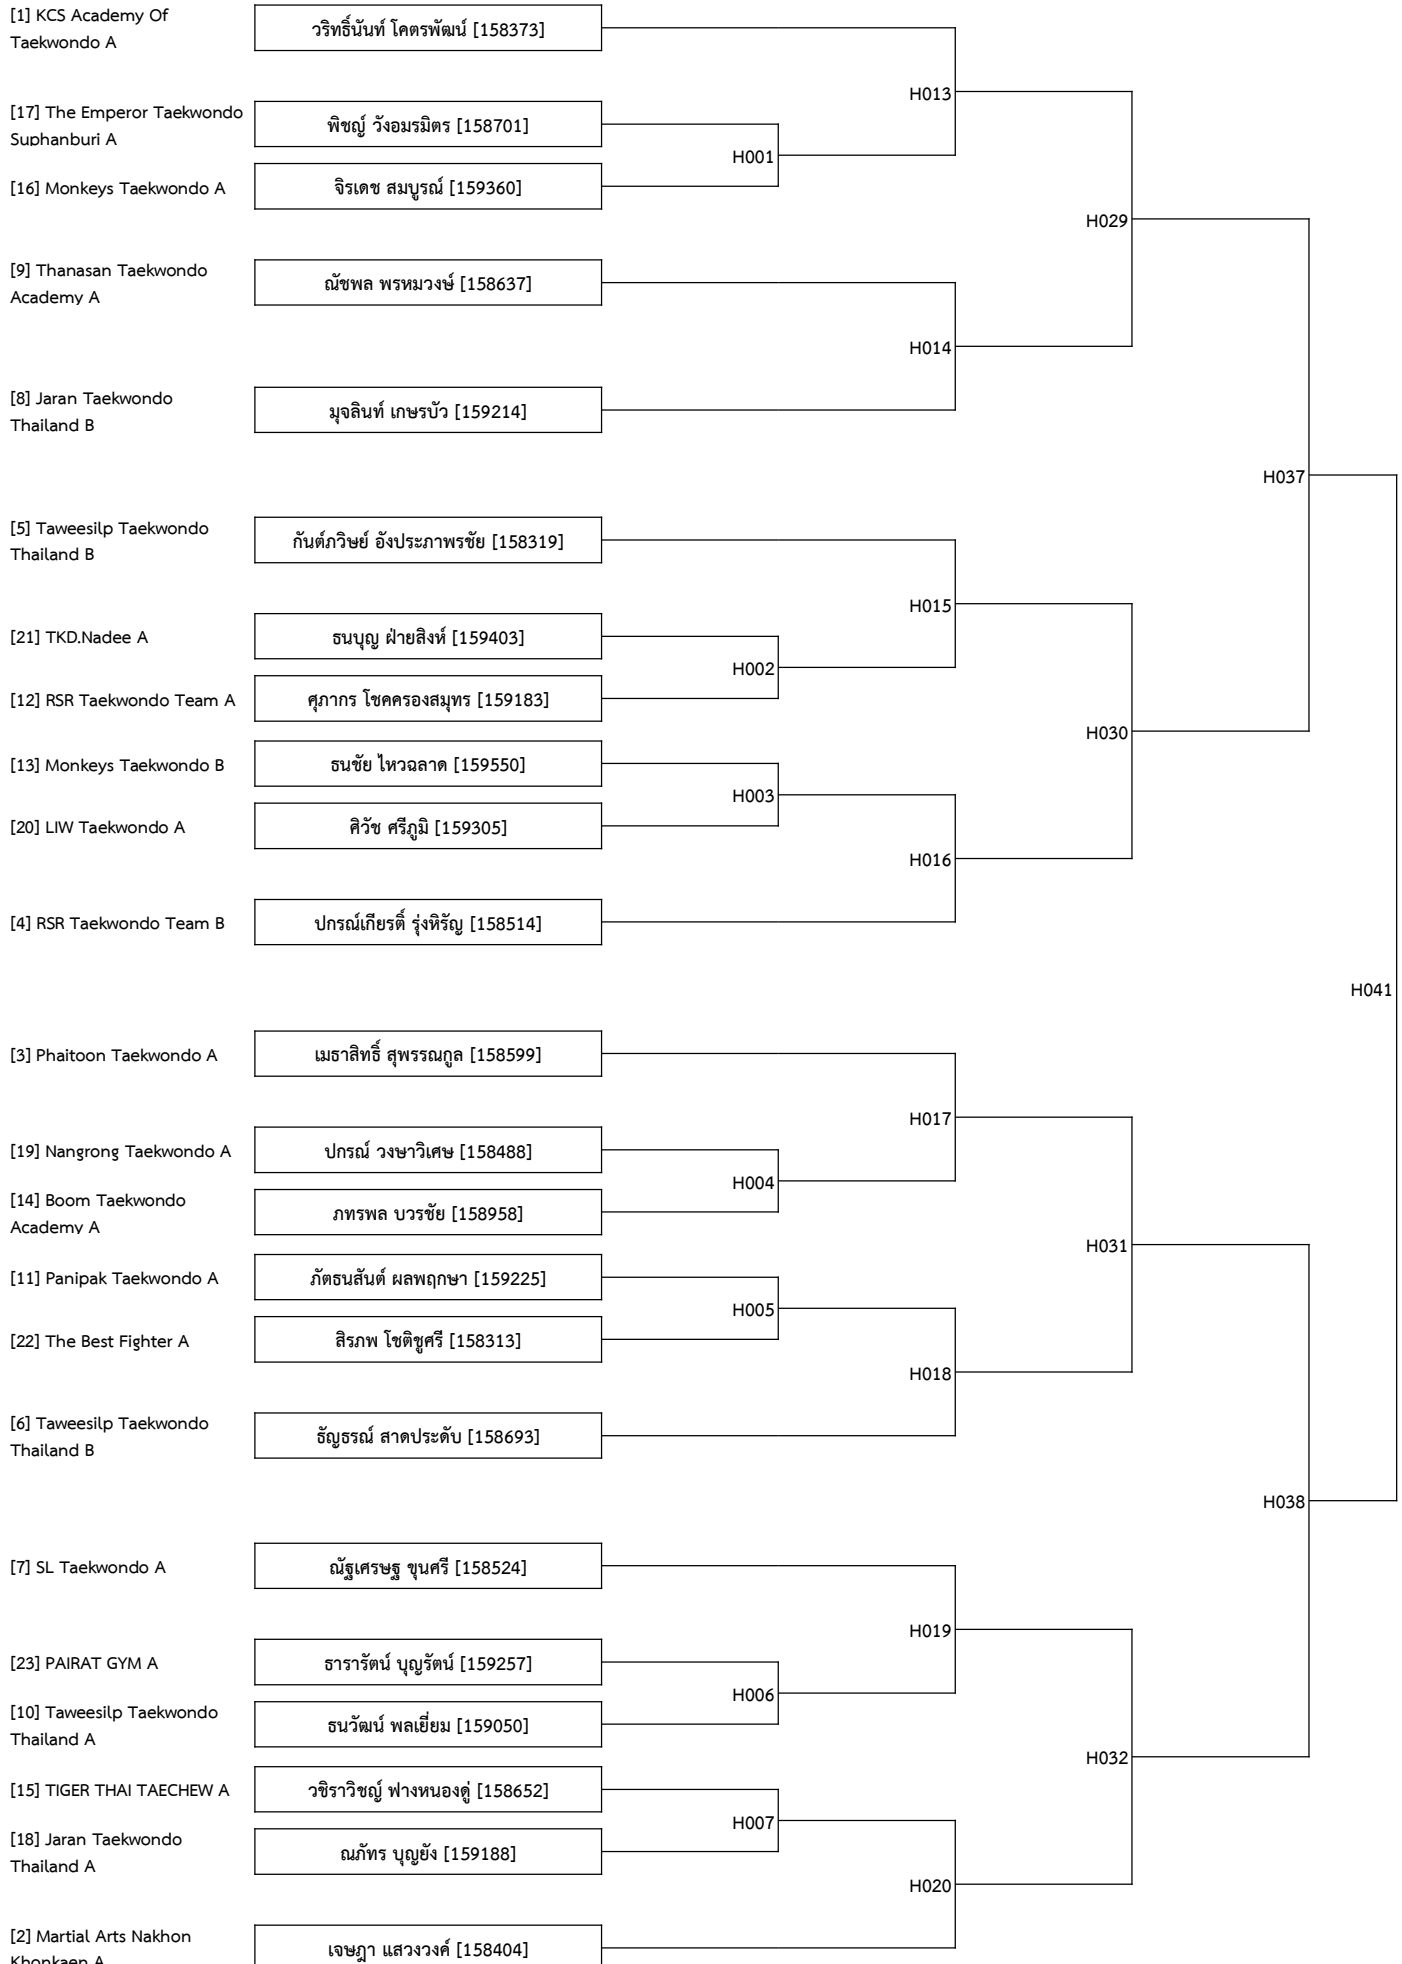 [1] KCS Academy Of
Taekwondo A
วริทธิ์นันท์ โคตรพัฒน์ [158373]
H013
[17] The Emperor Taekwondo
Suphanburi A
พิชญ์ วังอมรมิตร [158701]
H001
[16] Monkeys Taekwondo A
จิรเดช สมบูรณ์ [159360]
H029
[9] Thanasan Taekwondo
Academy A
ณัชพล พรหมวงษ์ [158637]
H014
[8] Jaran Taekwondo
Thailand B
มุจลินท์ เกษรบัว [159214]
H037
[5] Taweesilp Taekwondo
Thailand B
กันต์ภวิษย์ อังประภาพรชัย [158319]
H015
[21] TKD.Nadee A
ธนบุญ ฝ่ายสิงห์ [159403]
H002
[12] RSR Taekwondo Team A
ศุภากร โชคครองสมุทร [159183]
H030
[13] Monkeys Taekwondo B
ธนชัย ไหวฉลาด [159550]
H003
[20] LIW Taekwondo A
ศิวัช ศรีภูมิ [159305]
H016
[4] RSR Taekwondo Team B
ปกรณ์เกียรติ์ รุ่งหิรัญ [158514]
H041
[3] Phaitoon Taekwondo A
เมธาสิทธิ์ สุพรรณกูล [158599]
H017
[19] Nangrong Taekwondo A
ปกรณ์ วงษาวิเศษ [158488]
H004
[14] Boom Taekwondo
Academy A
ภทรพล บวรชัย [158958]
H031
[11] Panipak Taekwondo A
ภัตธนสันต์ ผลพฤกษา [159225]
H005
[22] The Best Fighter A
สิรภพ โชติชูศรี [158313]
H018
[6] Taweesilp Taekwondo
Thailand B
ธัญธรณ์ สาดประดับ [158693]
H038
[7] SL Taekwondo A
ณัฐเศรษฐ ขุนศรี [158524]
H019
[23] PAIRAT GYM A
ธารารัตน์ บุญรัตน์ [159257]
H006
[10] Taweesilp Taekwondo
Thailand A
ธนวัฒน์ พลเยี่ยม [159050]
H032
[15] TIGER THAI TAECHEW A
วชิราวิชญ์ ฟางหนองดู่ [158652]
H007
[18] Jaran Taekwondo
Thailand A
ณภัทร บุญยัง [159188]
H020
[2] Martial Arts Nakhon
Khonkaen A
เจษฎา แสวงวงค์ [158404]